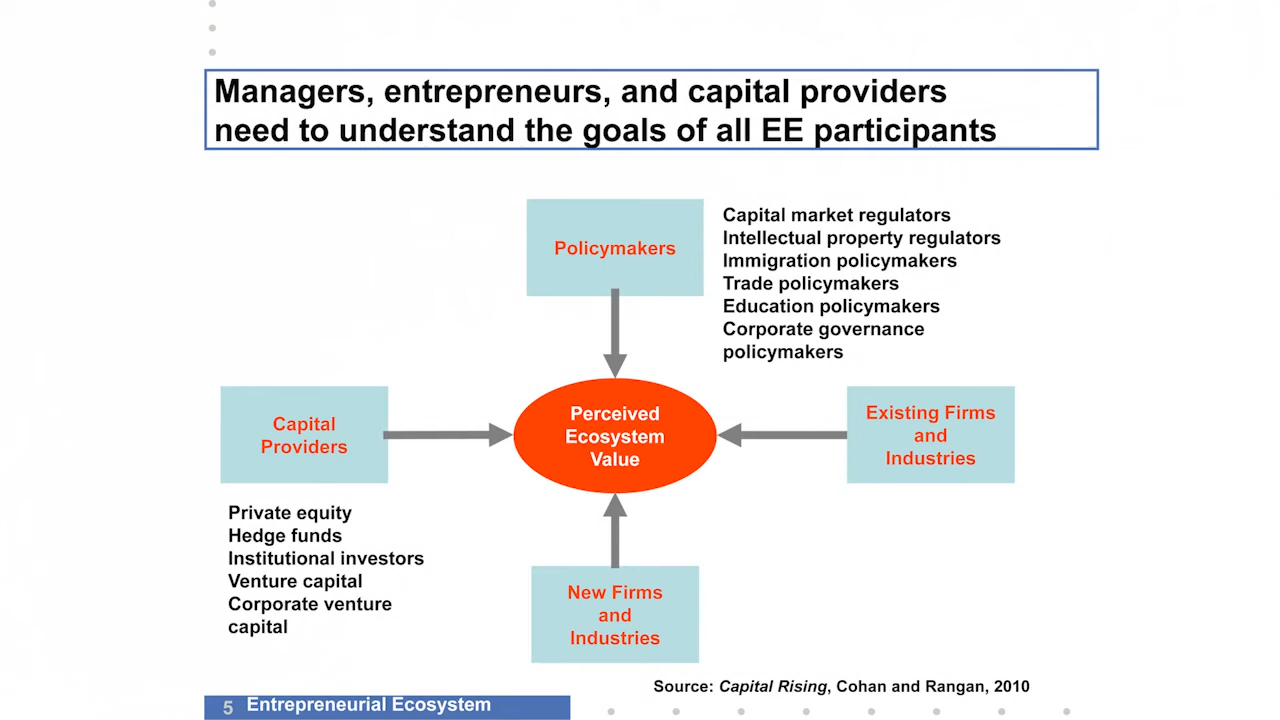 Managers, entrepreneurs, and capital providers
need to understand the goals of all EE participants
Policymakers
Capital market regulators
Intellectual property regulators
Immigration policymakers
Trade policymakers
Education policymakers
Corporate governance
policymakers
Capital
Providers
Perceived
Ecosystem
Value
Existing Firms
and
Industries
Private equity
Hedge funds
Institutional investors
Venture capital
Corporate venture
capital
New Firms
and
Industries
Source: Capital Rising, Cohan and Rangan, 2010
5 Entrepreneurial Ecosystem